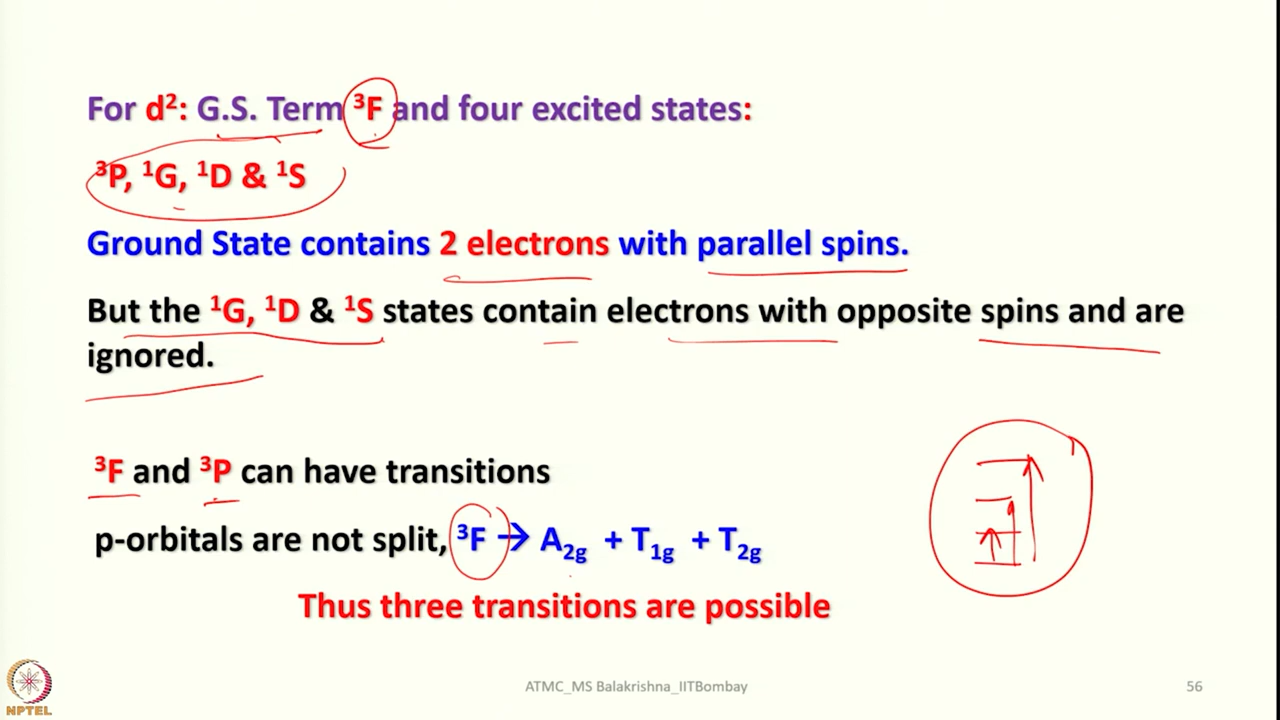 For d²: G.S. Term ³F and four excited states:
³P, ¹G, ¹D & ¹S
Ground State contains 2 electrons with parallel spins.
But the ¹G, ¹D & ¹S states contain electrons with opposite spins and are
ignored.
³F and ³P can have transitions
p-orbitals are not split, ³F → A₂g + T₁g + T₂g
Thus three transitions are possible
NPTEL
ATMC_MS Balakrishna_IITBombay
56